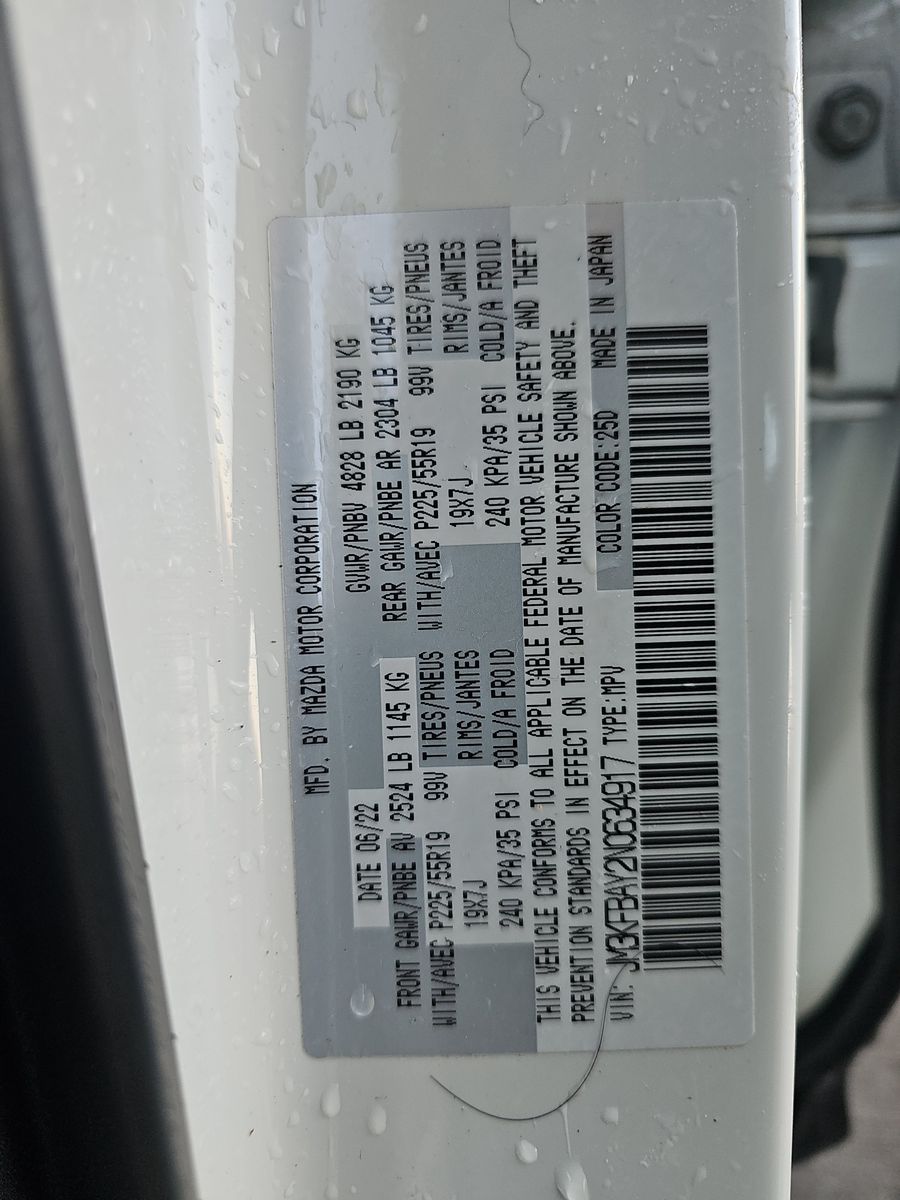 MFD. BY MAZDA MOTOR CORPORATION
DATE 06/22 GVWR/PNBV 4828 LB 2190 KG
FRONT GAWR/PNBE AV 2524 LB 1145 KG REAR GAWR/PNBE AR 2304 LB 1045 KG
WITH/AVEC P225/55R19 99V TIRES/PNEUS WITH/AVEC P225/55R19 99V TIRES/PNEUS
19X7J RIMS/JANTES 19X7J RIMS/JANTES
240 KPA/35 PSI COLD/A FROID 240 KPA/35 PSI COLD/A FROID
THIS VEHICLE CONFORMS TO ALL APPLICABLE FEDERAL MOTOR VEHICLE SAFETY AND THEFT
PREVENTION STANDARDS IN EFFECT ON THE DATE OF MANUFACTURE SHOWN ABOVE.
VIN: JM3KFBAY2N0634917 TYPE:MPV COLOR CODE:25D MADE IN JAPAN